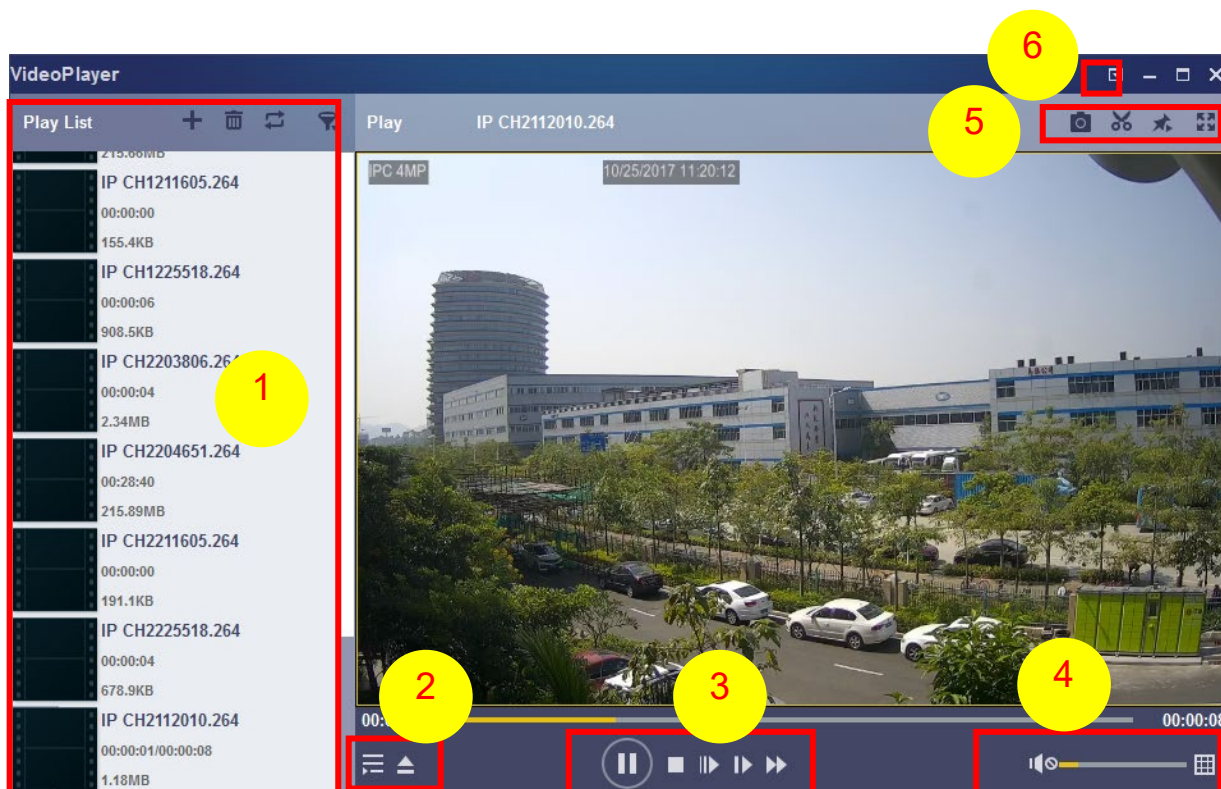 6
VideoPlayer
5
Play List
Play IP CH2112010.264
215.66MB
IPC 4MP 10/25/2017 11:20:12
IP CH1211605.264
00:00:00
155.4KB
IP CH1225518.264
00:00:06
908.5KB
IP CH2203806.264
00:00:04
2.34MB
1
IP CH2204651.264
00:28:40
215.89MB
IP CH2211605.264
00:00:00
191.1KB
IP CH2225518.264
00:00:04
678.9KB
2
3
4
IP CH2112010.264
00:00:01/00:00:08
1.18MB
00:00:08